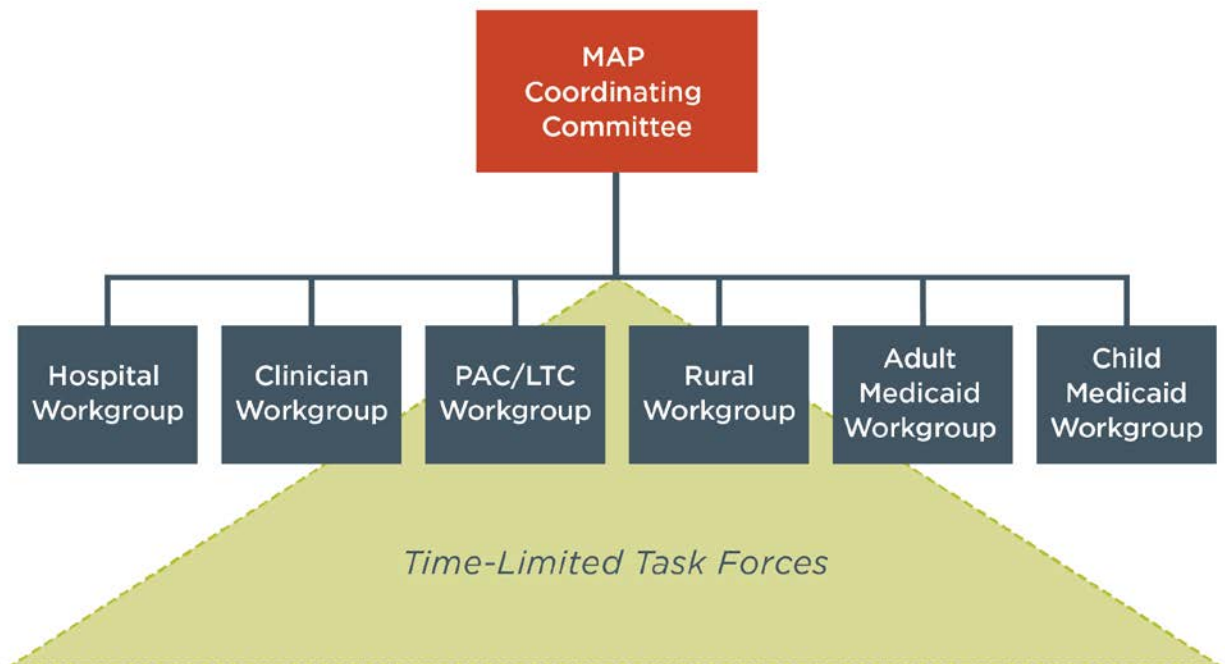 MAP
Coordinating
Committee
Hospital
Workgroup
Clinician
Workgroup
PAC/LTC
Workgroup
Rural
Workgroup
Adult
Medicaid
Workgroup
Child
Medicaid
Workgroup
Time-Limited Task Forces